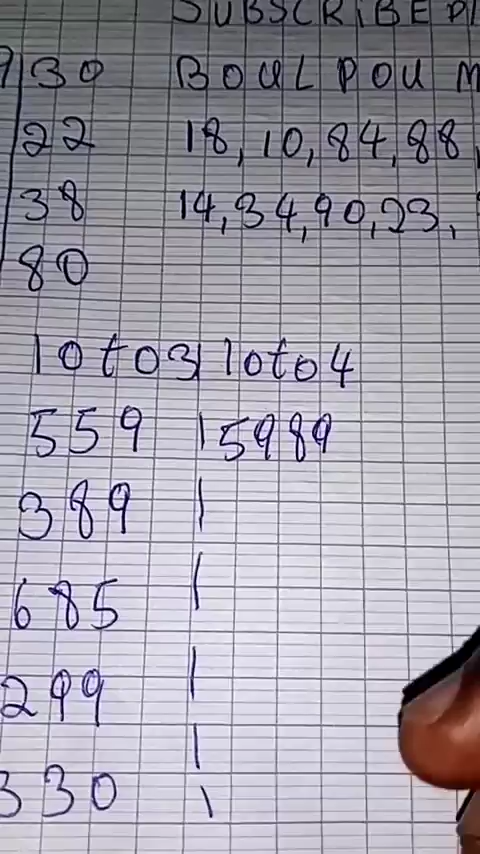 SUBSCRIBE
30 BOUL POU
22 18, 10, 84, 88,
38 14, 34, 90, 23,
80
loto3 | loto4
559 | 5989
389 |
685 |
299 |
|
330 |